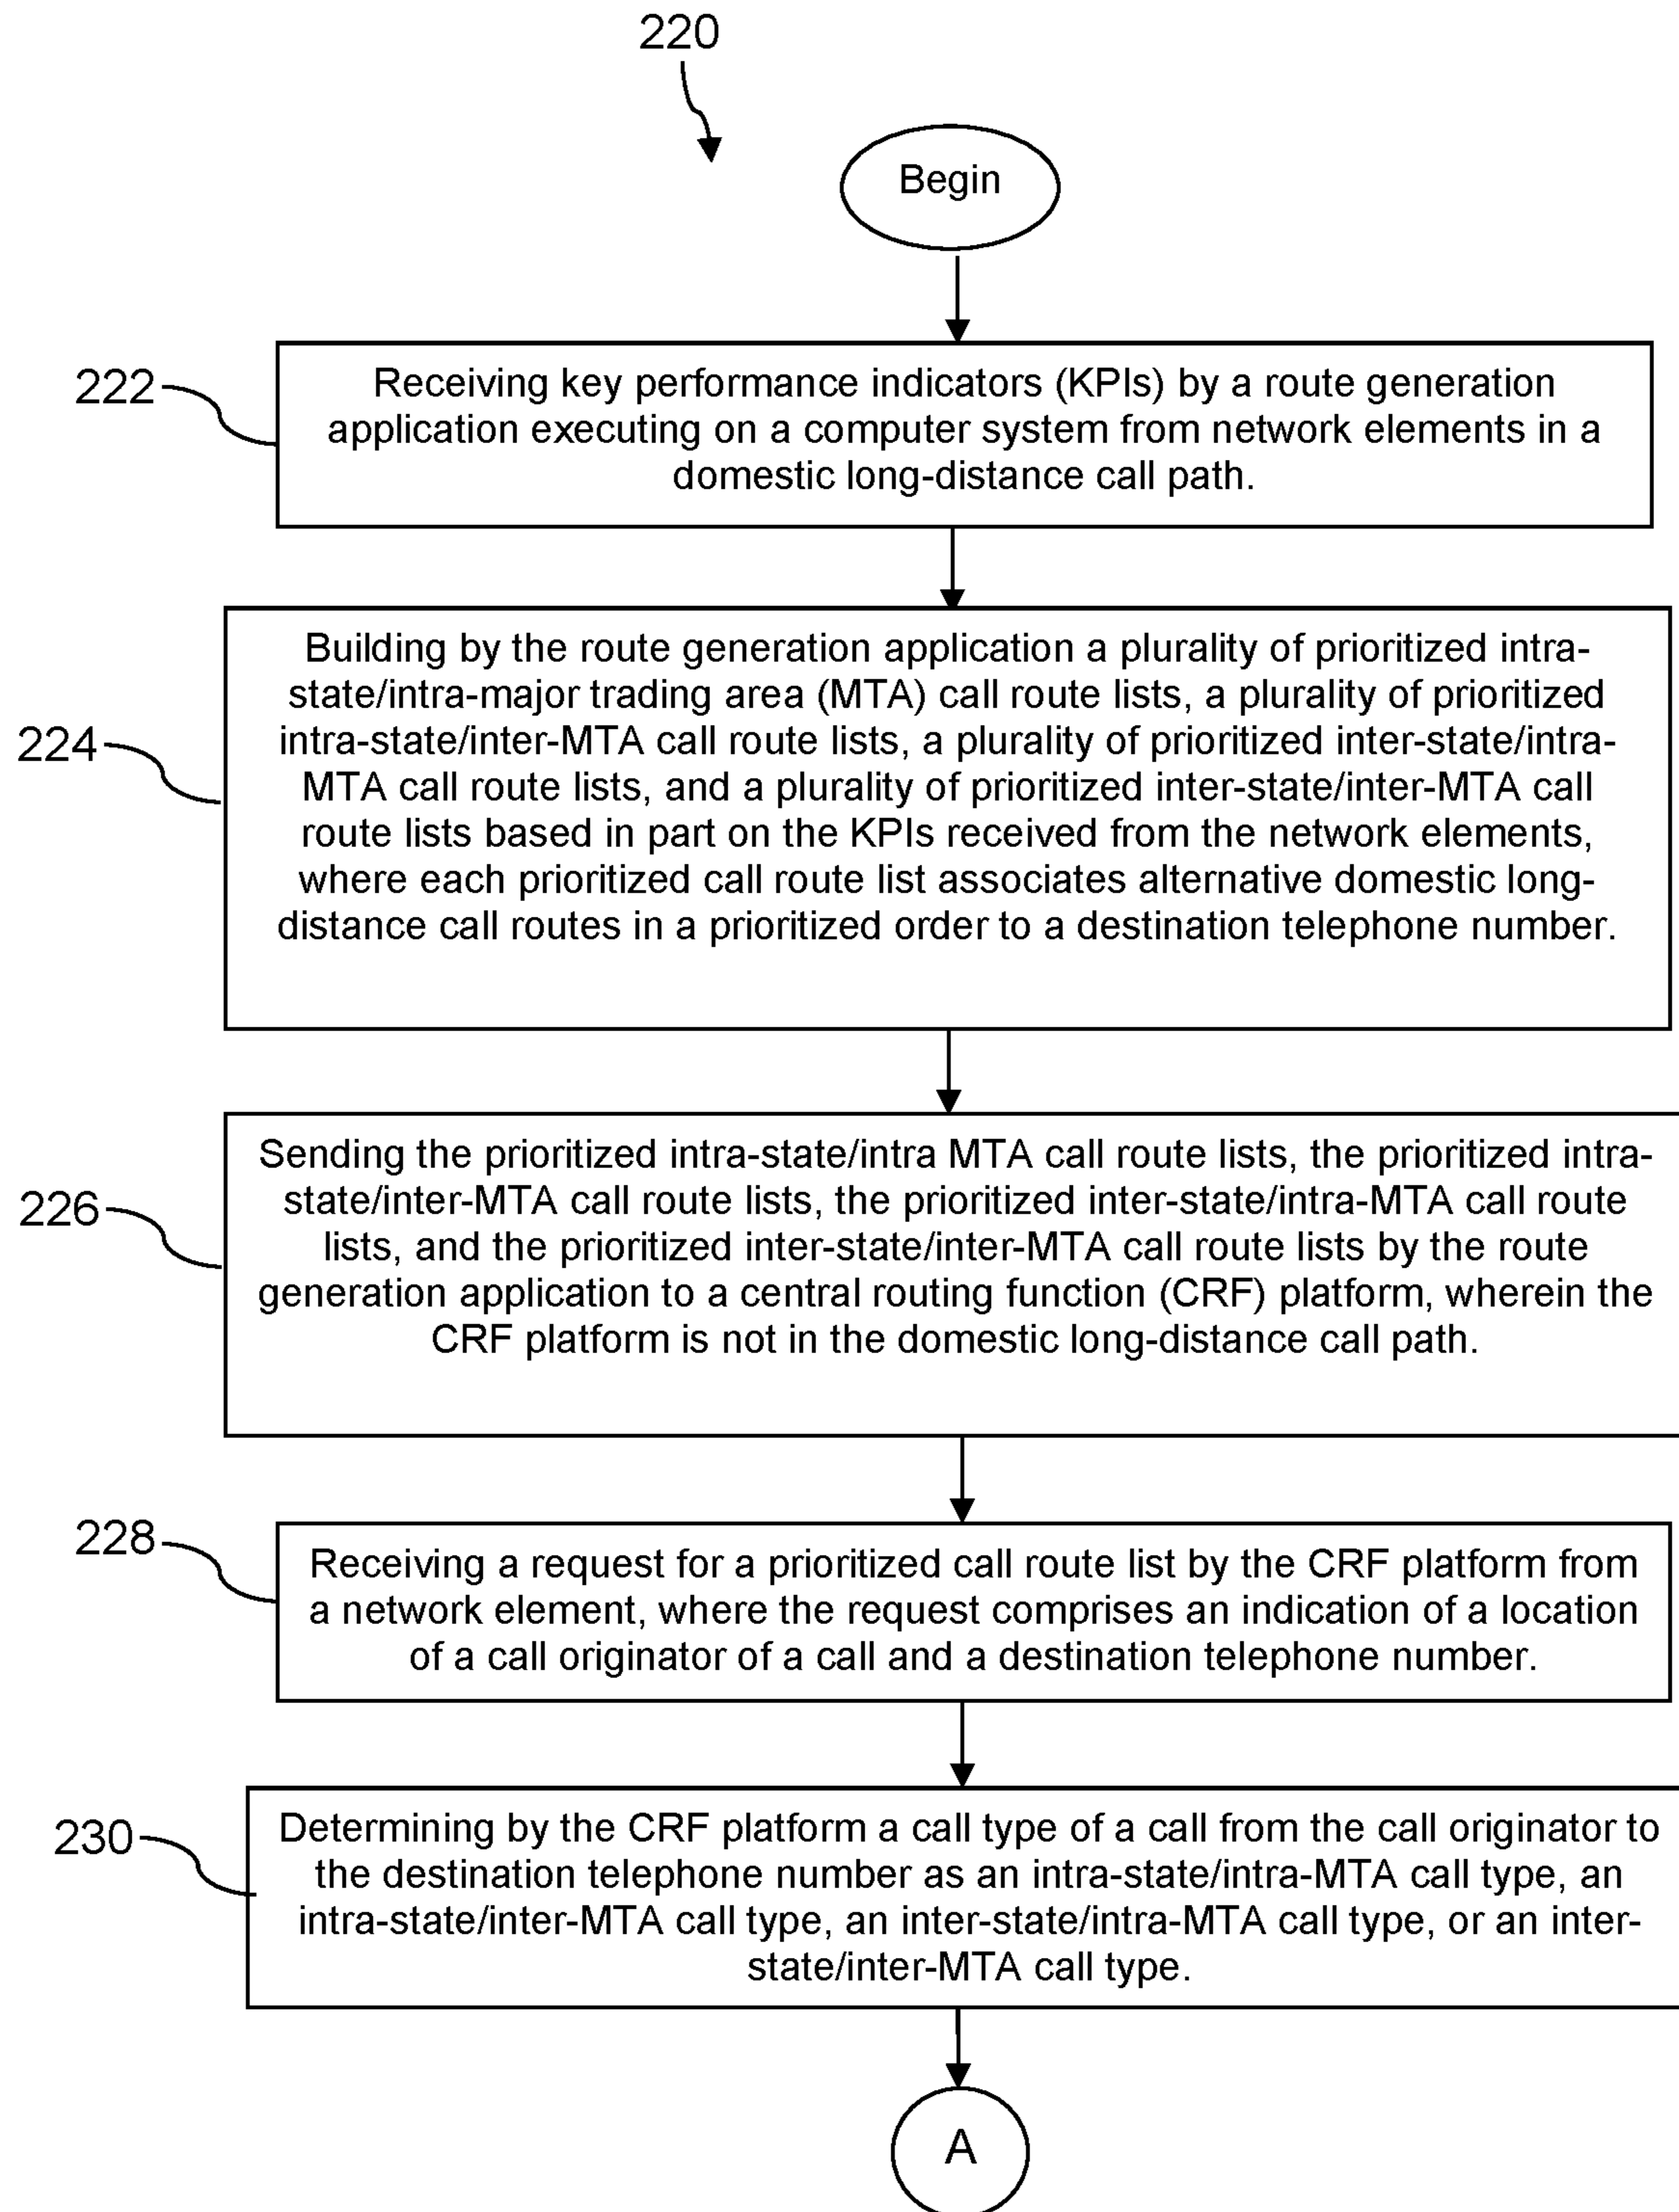 220
Begin
222
Receiving key performance indicators (KPIs) by a route generation
application executing on a computer system from network elements in a
domestic long-distance call path.
224
Building by the route generation application a plurality of prioritized intra-
state/intra-major trading area (MTA) call route lists, a plurality of prioritized
intra-state/inter-MTA call route lists, a plurality of prioritized inter-state/intra-
MTA call route lists, and a plurality of prioritized inter-state/inter-MTA call
route lists based in part on the KPIs received from the network elements,
where each prioritized call route list associates alternative domestic long-
distance call routes in a prioritized order to a destination telephone number.
226
Sending the prioritized intra-state/intra MTA call route lists, the prioritized intra-
state/inter-MTA call route lists, the prioritized inter-state/intra-MTA call route
lists, and the prioritized inter-state/inter-MTA call route lists by the route
generation application to a central routing function (CRF) platform, wherein the
CRF platform is not in the domestic long-distance call path.
228
Receiving a request for a prioritized call route list by the CRF platform from
a network element, where the request comprises an indication of a location
of a call originator of a call and a destination telephone number.
230
Determining by the CRF platform a call type of a call from the call originator to
the destination telephone number as an intra-state/intra-MTA call type, an
intra-state/inter-MTA call type, an inter-state/intra-MTA call type, or an inter-
state/inter-MTA call type.
A